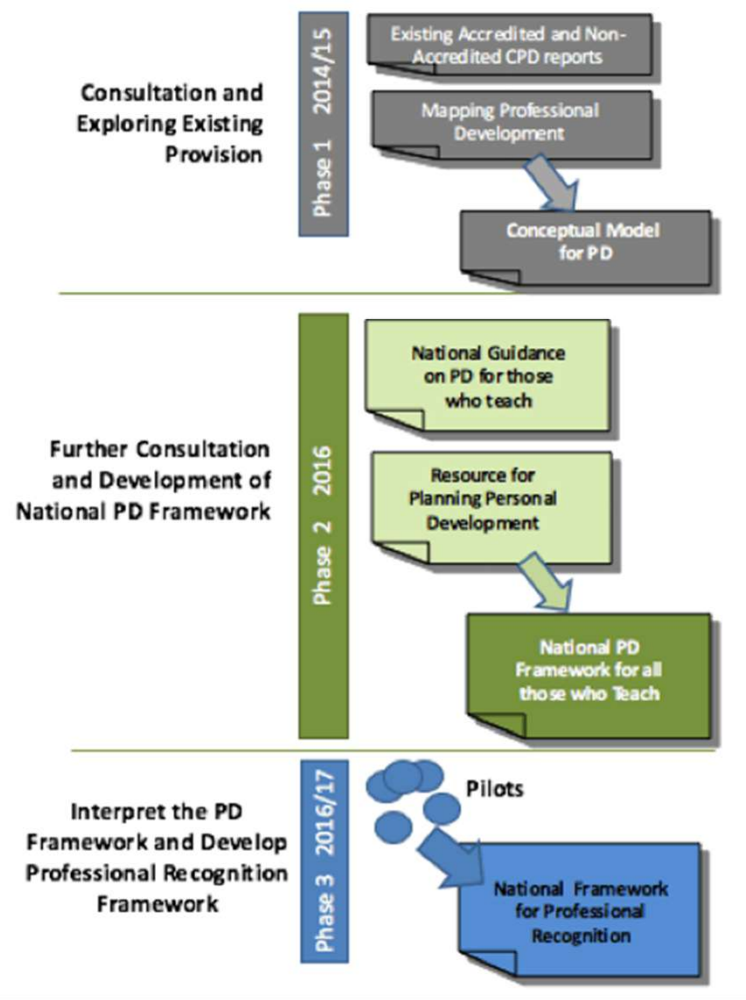 Consultation and
Exploring Existing
Provision
Phase 1 2014/15
Existing Accredited and Non-
Accredited CPD reports
Mapping Professional
Development
Conceptual Model
for PD
Further Consultation
and Development of
National PD Framework
Phase 2 2016
National Guidance
on PD for those
who teach
Resource for
Planning Personal
Development
National PD
Framework for all
those who Teach
Interpret the PD
Framework and Develop
Professional Recognition
Framework
Phase 3 2016/17
Pilots
National Framework
for Professional
Recognition